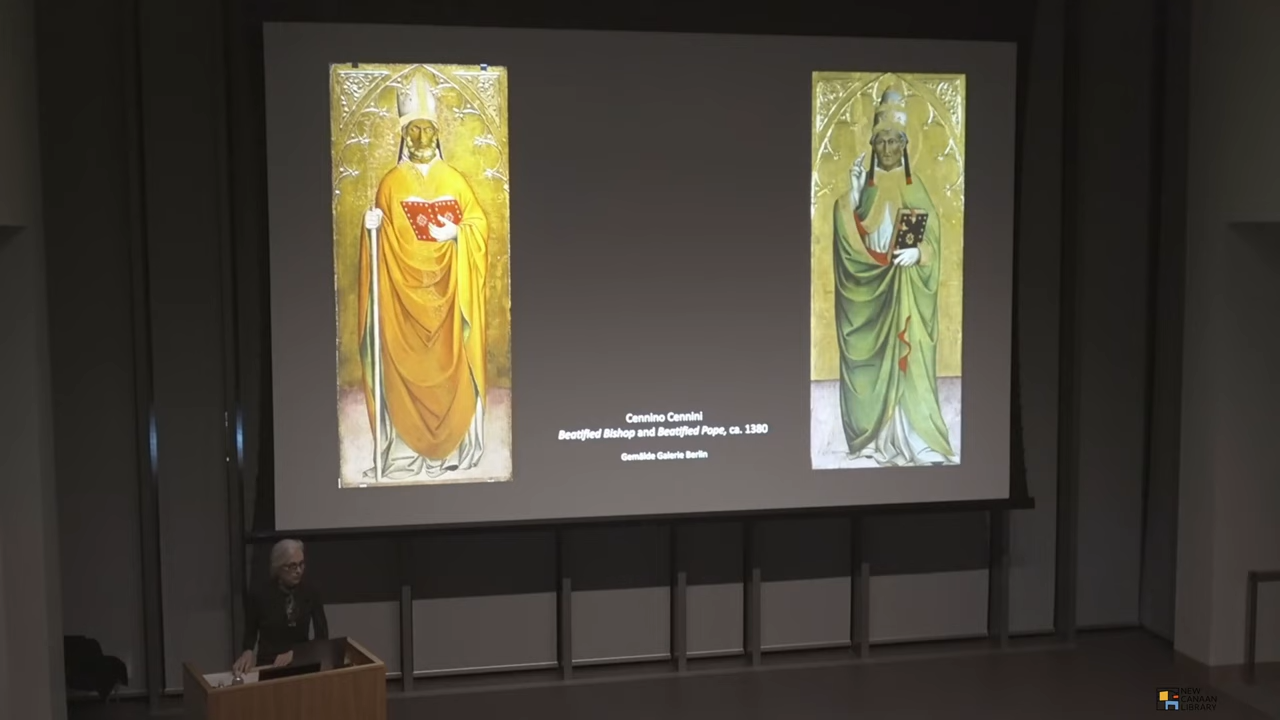 Cennino Cennini
Beatified Bishop and Beatified Pope, ca. 1380
Gemälde Galerie Berlin
NEW
CANAAN
LIBRARY